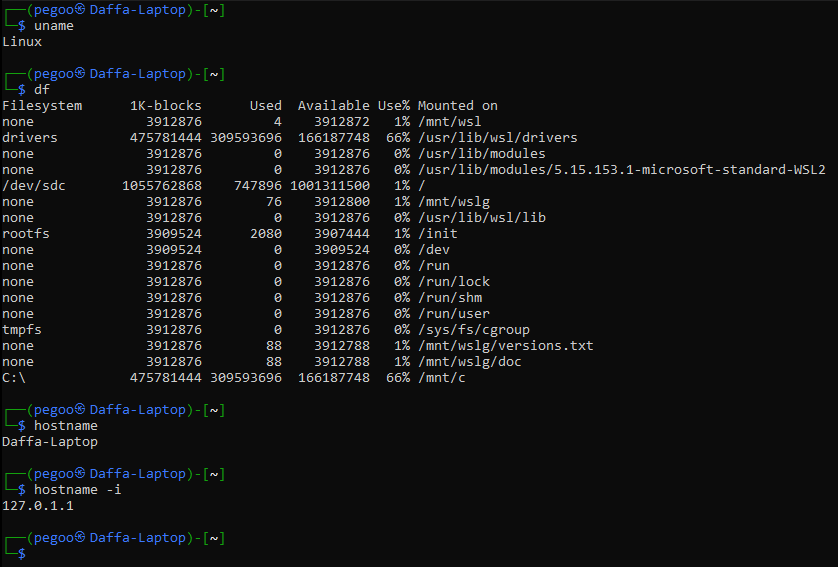 ┌──(pegoo㉿Daffa-Laptop)-[~]
└─$ uname
Linux

┌──(pegoo㉿Daffa-Laptop)-[~]
└─$ df
Filesystem      1K-blocks      Used  Available Use% Mounted on
none              3912876         4    3912872   1% /mnt/wsl
drivers         475781444 309593696  166187748  66% /usr/lib/wsl/drivers
none              3912876         0    3912876   0% /usr/lib/modules
none              3912876         0    3912876   0% /usr/lib/modules/5.15.153.1-microsoft-standard-WSL2
/dev/sdc       1055762868    747896 1001311500   1% /
none              3912876        76    3912800   1% /mnt/wslg
none              3912876         0    3912876   0% /usr/lib/wsl/lib
rootfs            3909524      2080    3907444   1% /init
none              3909524         0    3909524   0% /dev
none              3912876         0    3912876   0% /run
none              3912876         0    3912876   0% /run/lock
none              3912876         0    3912876   0% /run/shm
none              3912876         0    3912876   0% /run/user
tmpfs             3912876         0    3912876   0% /sys/fs/cgroup
none              3912876        88    3912788   1% /mnt/wslg/versions.txt
none              3912876        88    3912788   1% /mnt/wslg/doc
C:\             475781444 309593696  166187748  66% /mnt/c

┌──(pegoo㉿Daffa-Laptop)-[~]
└─$ hostname
Daffa-Laptop

┌──(pegoo㉿Daffa-Laptop)-[~]
└─$ hostname -i
127.0.1.1

┌──(pegoo㉿Daffa-Laptop)-[~]
└─$